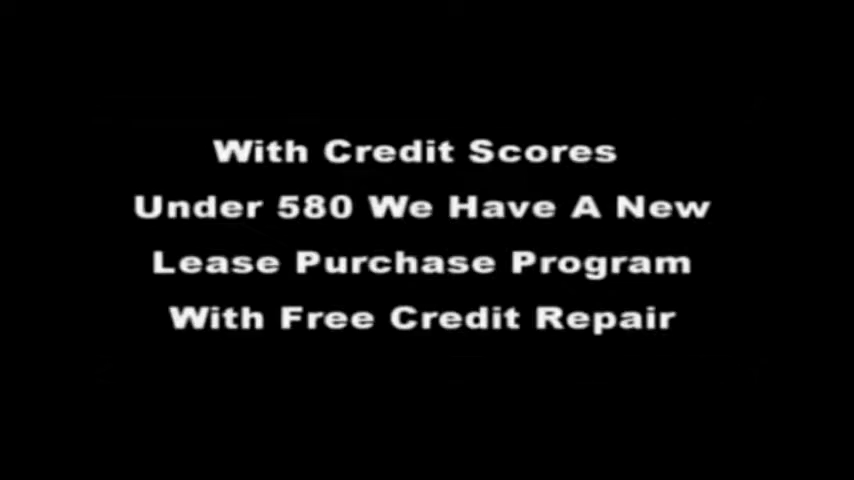 With Credit Scores
Under 580 We Have A New
Lease Purchase Program
With Free Credit Repair